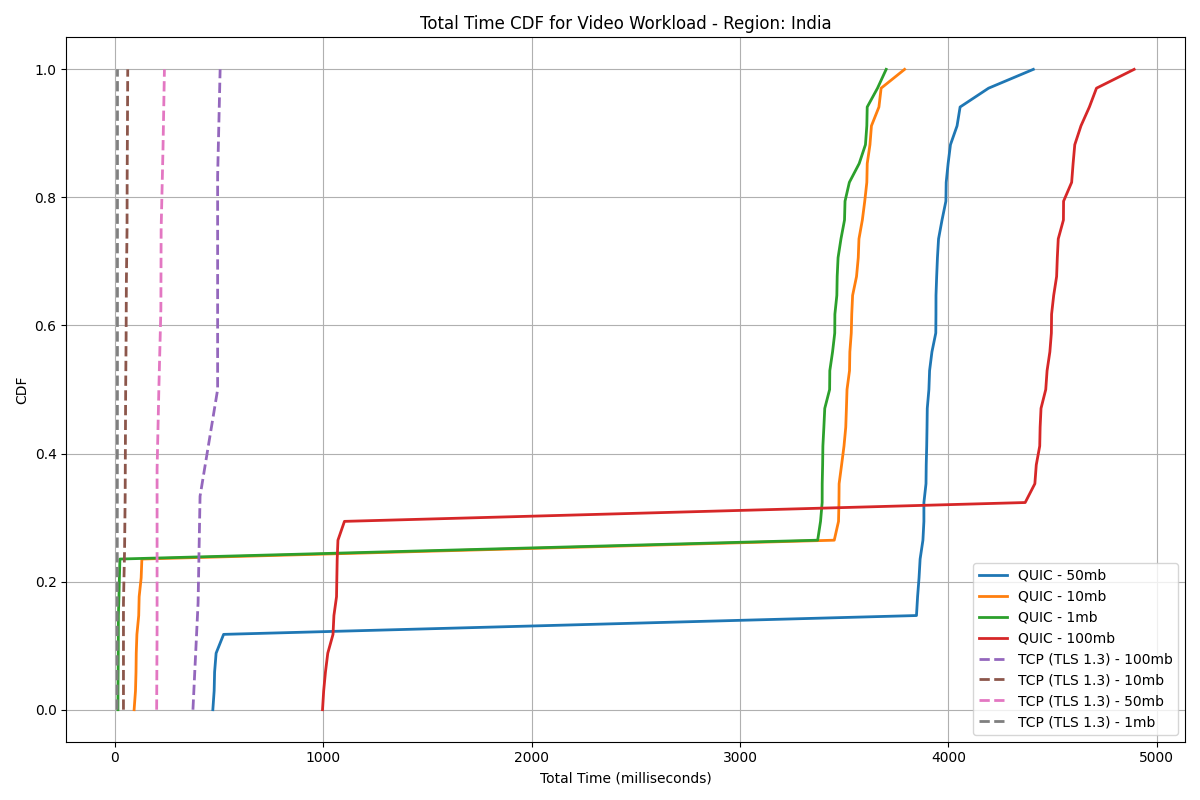 Total Time CDF for Video Workload - Region: India
1.0
0.8
0.6
0.4
0.2
0.0
CDF
QUIC - 50mb
QUIC - 10mb
QUIC - 1mb
QUIC - 100mb
TCP (TLS 1.3) - 100mb
TCP (TLS 1.3) - 10mb
TCP (TLS 1.3) - 50mb
TCP (TLS 1.3) - 1mb
0 1000 2000 3000 4000 5000
Total Time (milliseconds)